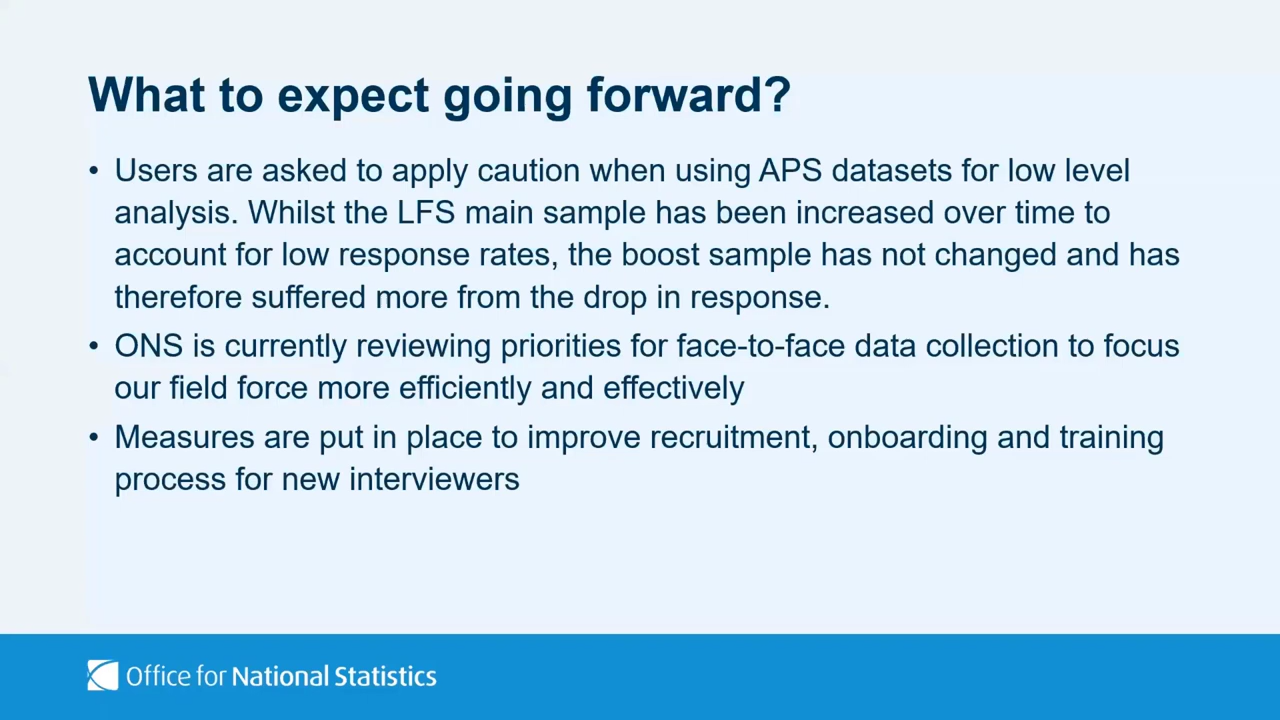 What to expect going forward?
• Users are asked to apply caution when using APS datasets for low level
analysis. Whilst the LFS main sample has been increased over time to
account for low response rates, the boost sample has not changed and has
therefore suffered more from the drop in response.
• ONS is currently reviewing priorities for face-to-face data collection to focus
our field force more efficiently and effectively
• Measures are put in place to improve recruitment, onboarding and training
process for new interviewers
Office for National Statistics